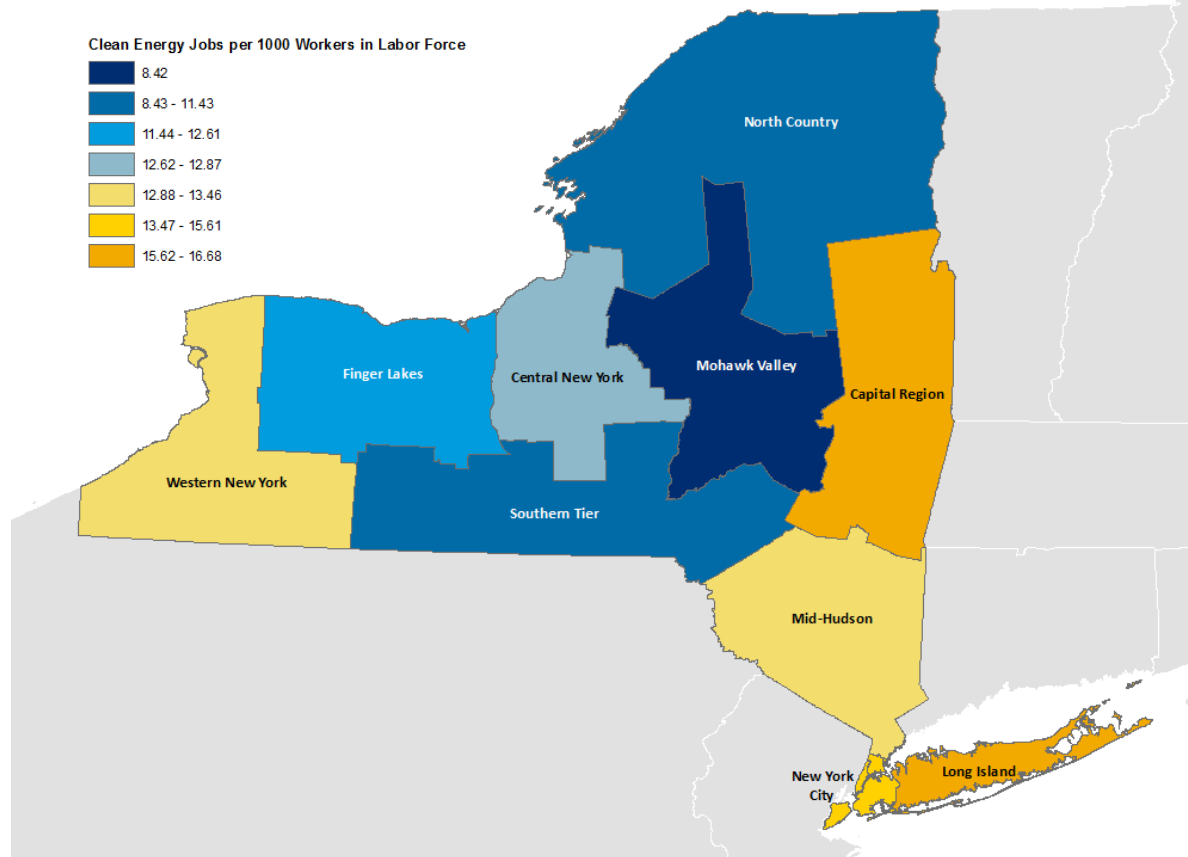 Clean Energy Jobs per 1000 Workers in Labor Force
8.42
8.43 - 11.43
11.44 - 12.61
12.62 - 12.87
12.88 - 13.46
13.47 - 15.61
15.62 - 16.68
North Country
Mohawk Valley
Finger Lakes
Central New York
Capital Region
Western New York
Southern Tier
Mid-Hudson
New York
City
Long Island